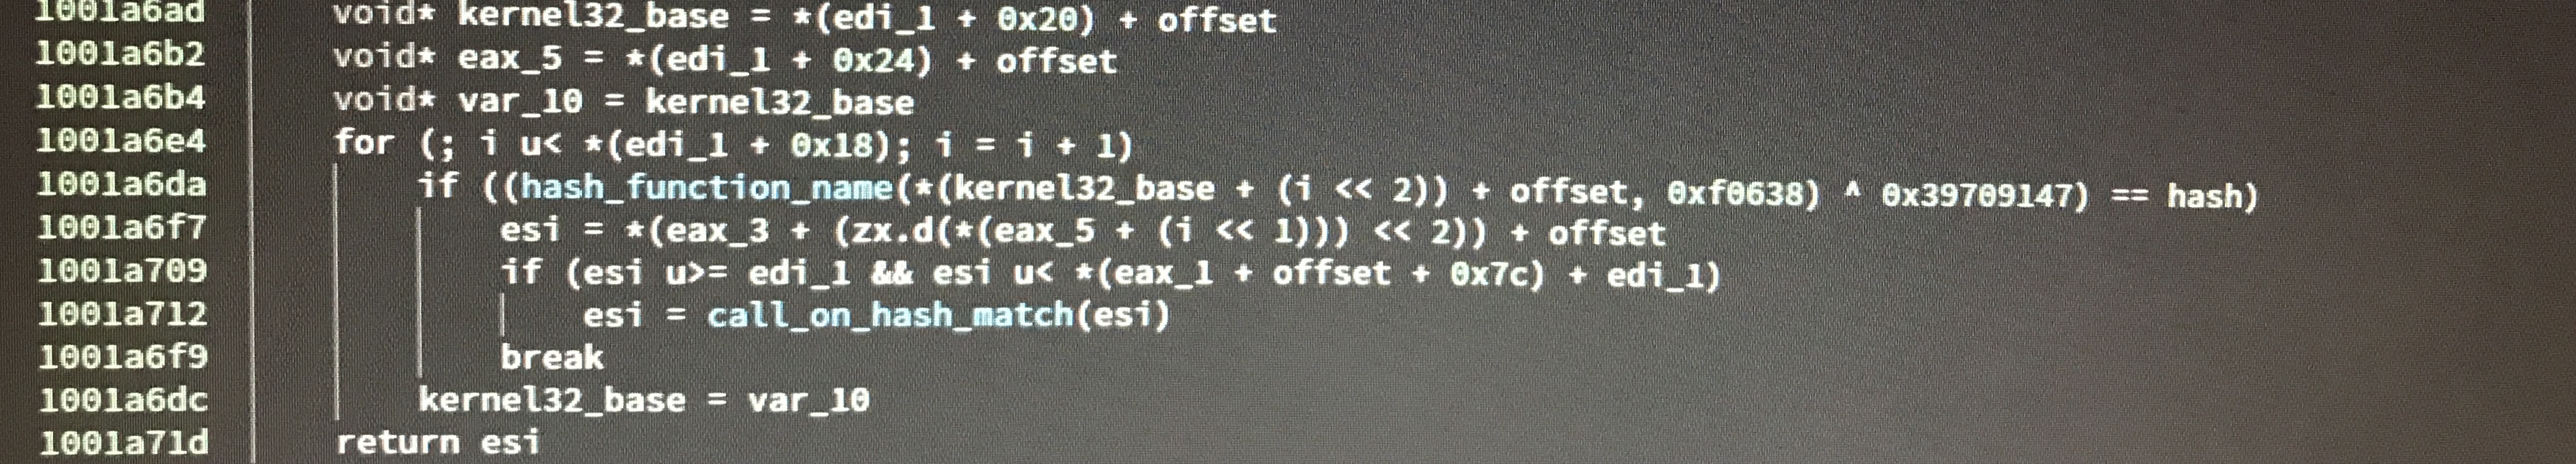 1001a6ad void* kernel32_base = *(edi_1 + 0x20) + offset
1001a6b2 void* eax_5 = *(edi_1 + 0x24) + offset
1001a6b4 void* var_10 = kernel32_base
1001a6e4 for (; i u< *(edi_1 + 0x18); i = i + 1)
1001a6da if ((hash_function_name(*(kernel32_base + (i << 2)) + offset, 0xf0638) ^ 0x39709147) == hash)
1001a6f7 esi = *(eax_3 + (zx.d(*(eax_5 + (i << 1))) << 2)) + offset
1001a709 if (esi u>= edi_1 && esi u< *(eax_1 + offset + 0x7c) + edi_1)
1001a712 esi = call_on_hash_match(esi)
1001a6f9 break
1001a6dc kernel32_base = var_10
1001a71d return esi